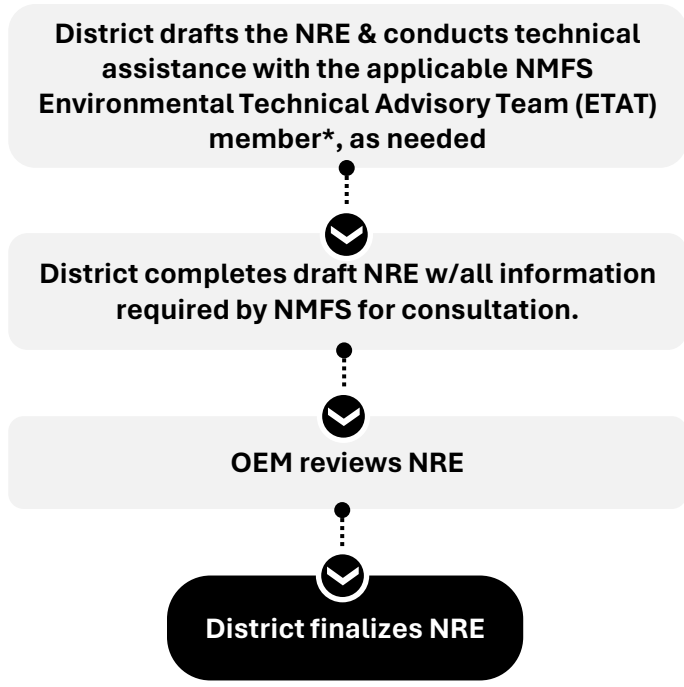 District drafts the NRE & conducts technical
assistance with the applicable NMFS
Environmental Technical Advisory Team (ETAT)
member*, as needed
District completes draft NRE w/all information
required by NMFS for consultation.
OEM reviews NRE
District finalizes NRE